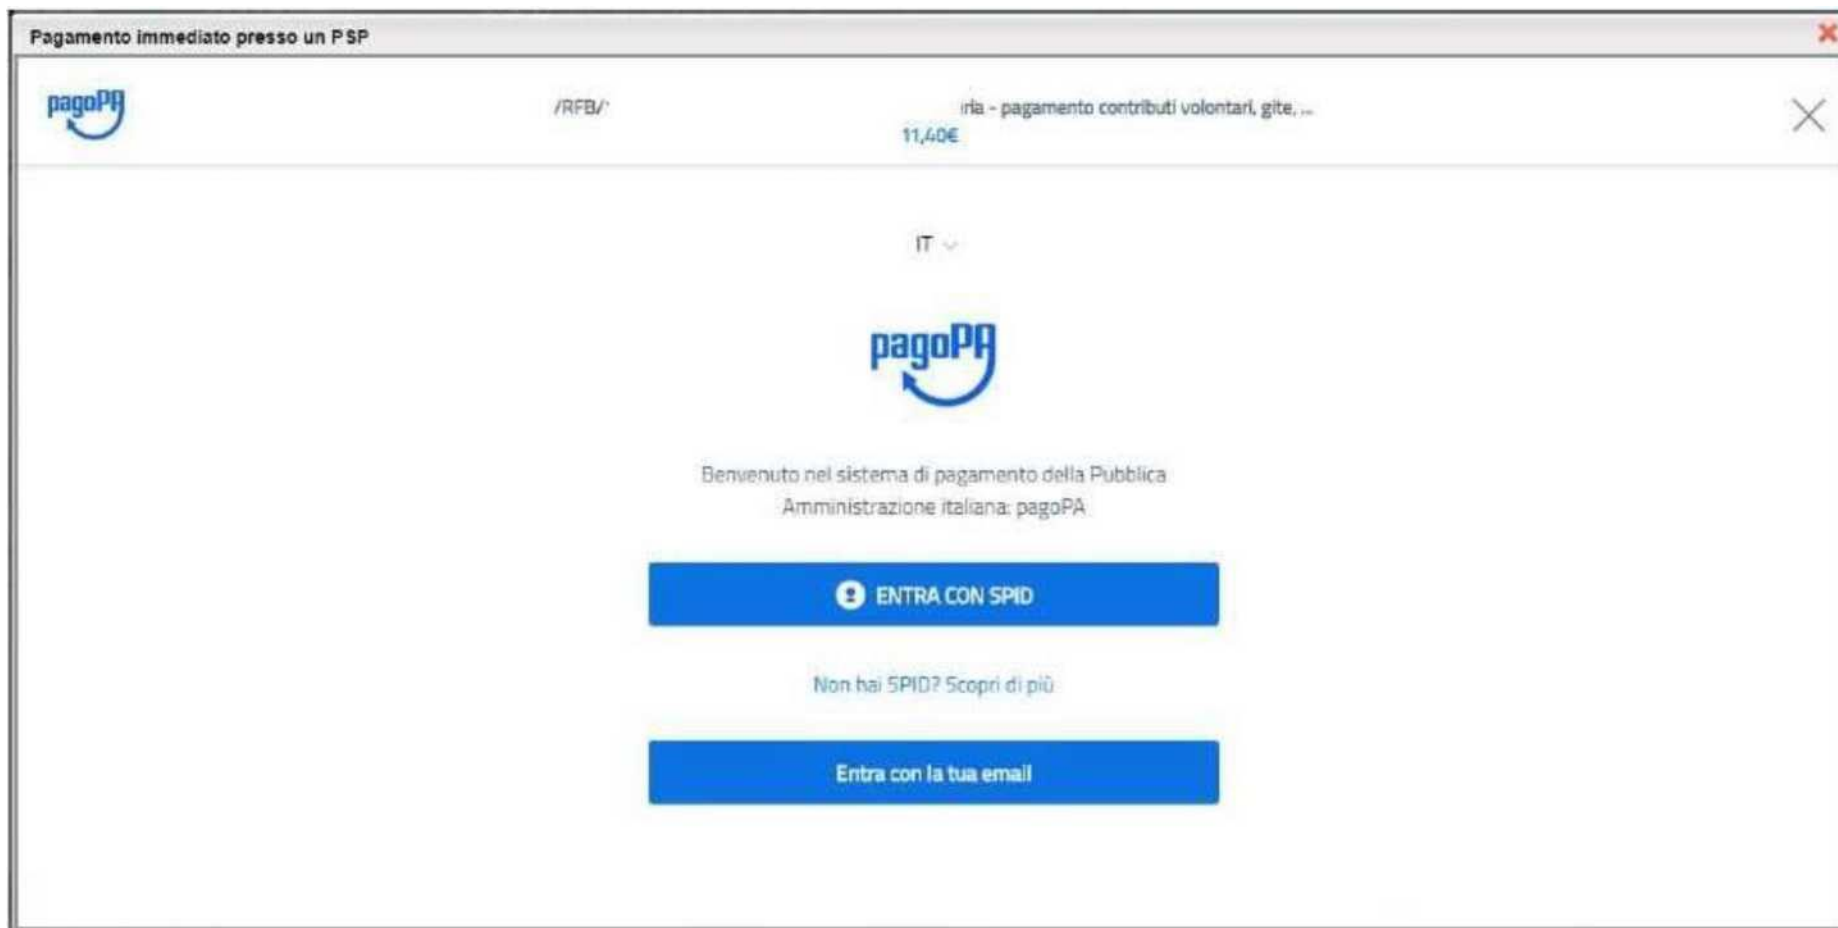 Pagamento immediato presso un PSP
pagoPA
/RFB/
- pagamento contributi volontari, gite, ...
11,40€
IT
pagoPA
Benvenuto nel sistema di pagamento della Pubblica
Amministrazione italiana: pagoPA
ENTRA CON SPID
Non hai SPID? Scopri di più
Entra con la tua email